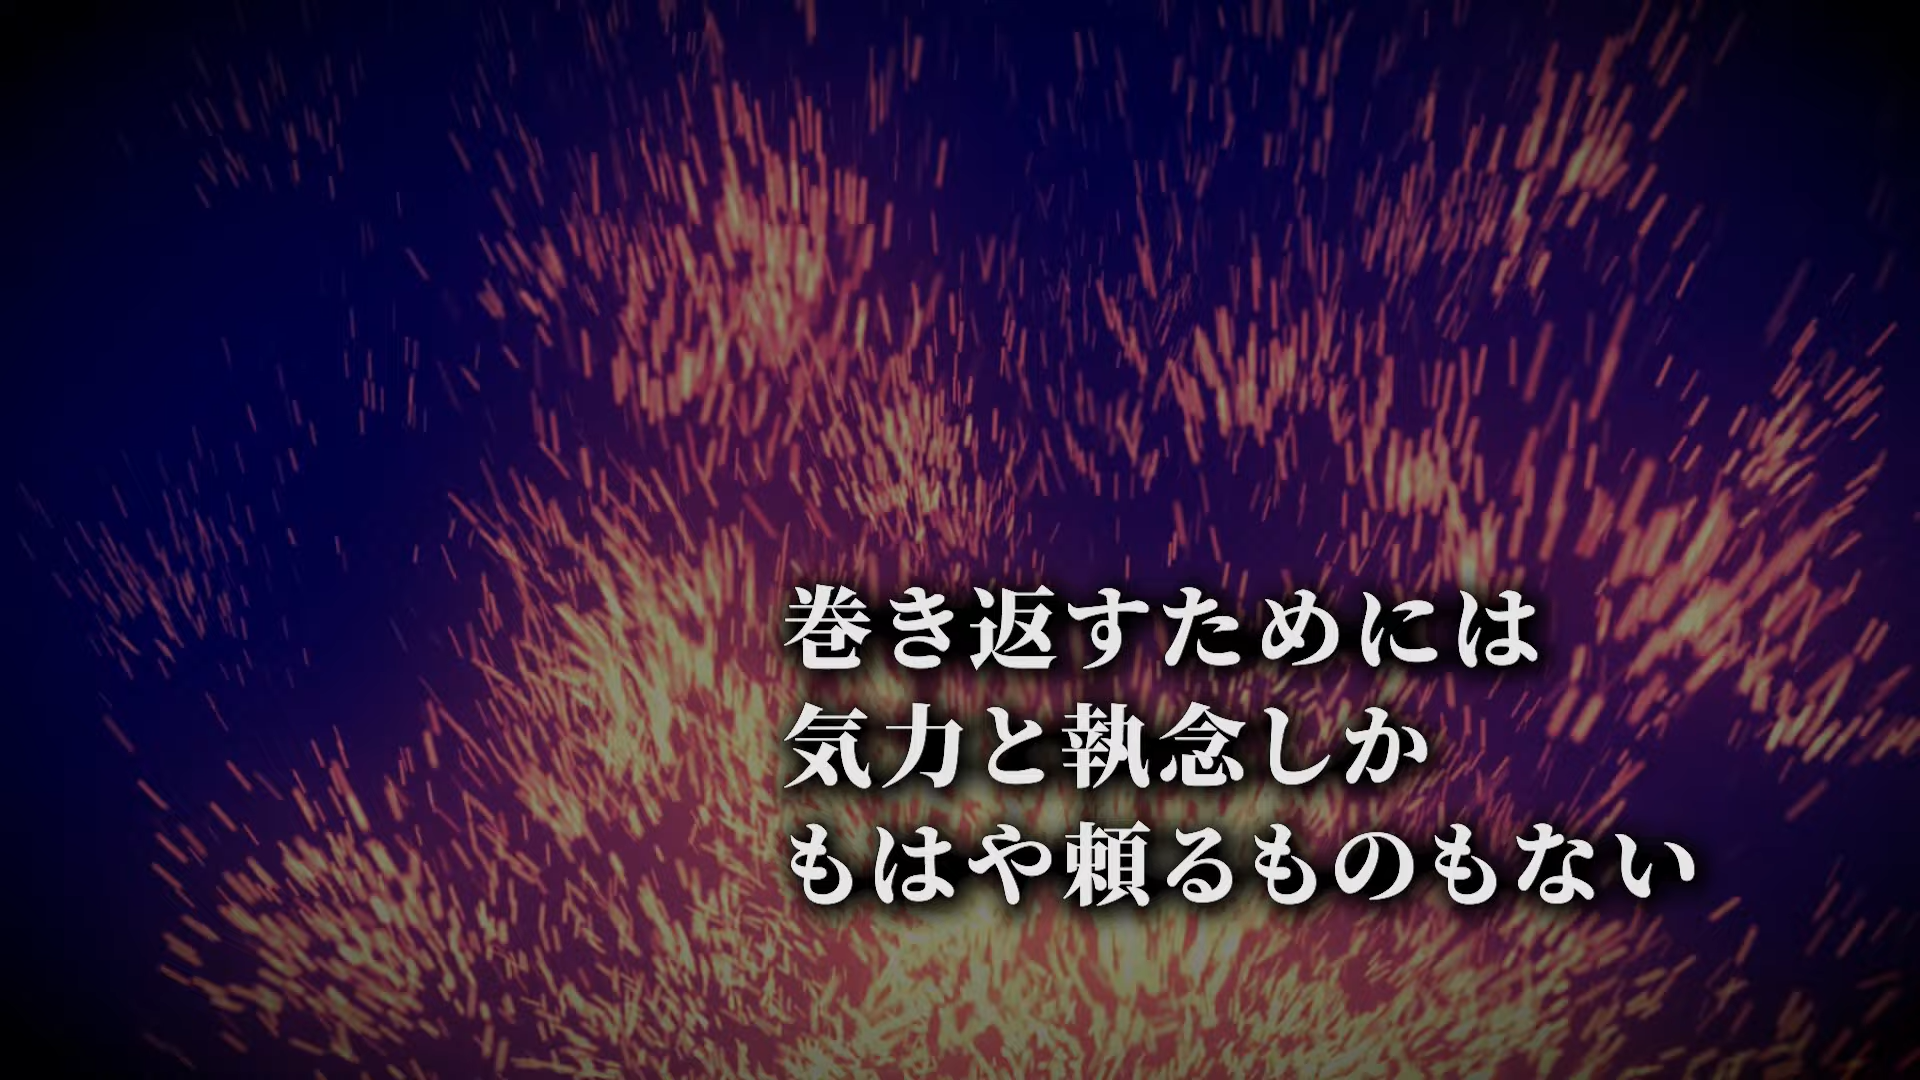 巻き返すためには
気力と執念しか
もはや頼るものもない